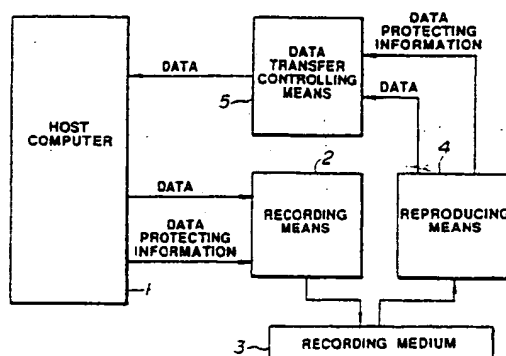 DATA
PROTECTING
INFORMATION
DATA
TRANSFER
CONTROLLING
MEANS
5
DATA
DATA
4
HOST
COMPUTER
2
DATA
RECORDING
MEANS
REPRODUCING
MEANS
DATA
PROTECTING
INFORMATION
1
3
RECORDING MEDIUM